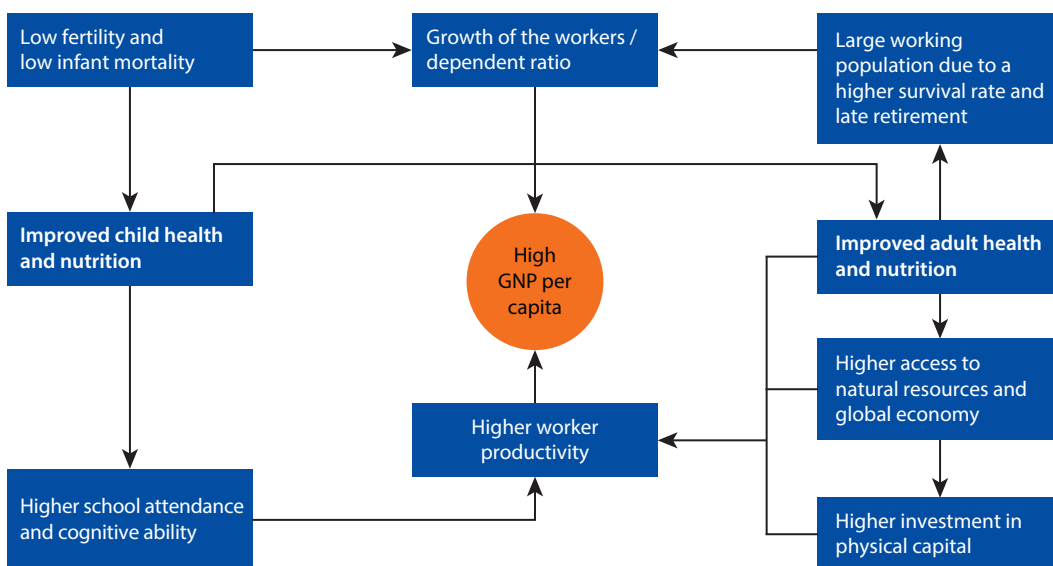 Low fertility and
low infant mortality
Growth of the workers /
dependent ratio
Large working
population due to a
higher survival rate and
late retirement
Improved child health
and nutrition
High
GNP per
capita
Improved adult health
and nutrition
Higher access to
natural resources and
global economy
Higher worker
productivity
Higher school attendance
and cognitive ability
Higher investment in
physical capital